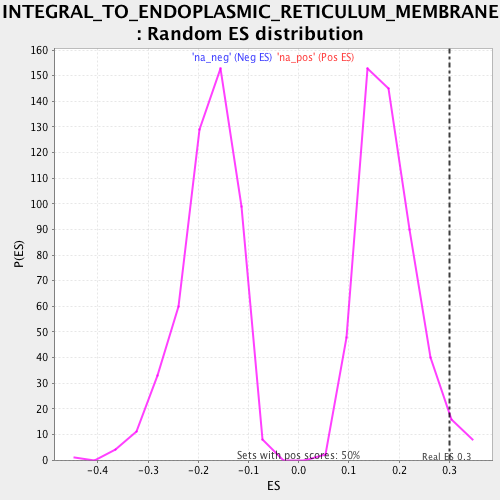 INTEGRAL_TO_ENDOPLASMIC_RETICULUM_MEMBRANE
: Random ES distribution
'na_neg' (Neg ES) 'na_pos' (Pos ES)
160
150
140
130
120
110
100
90
80
70
60
50
40
30
20
10
0
P(ES)
Sets with pos scores: 50%
Real ES 0.3
-0.4 -0.3 -0.2 -0.1 0.0 0.1 0.2 0.3
ES